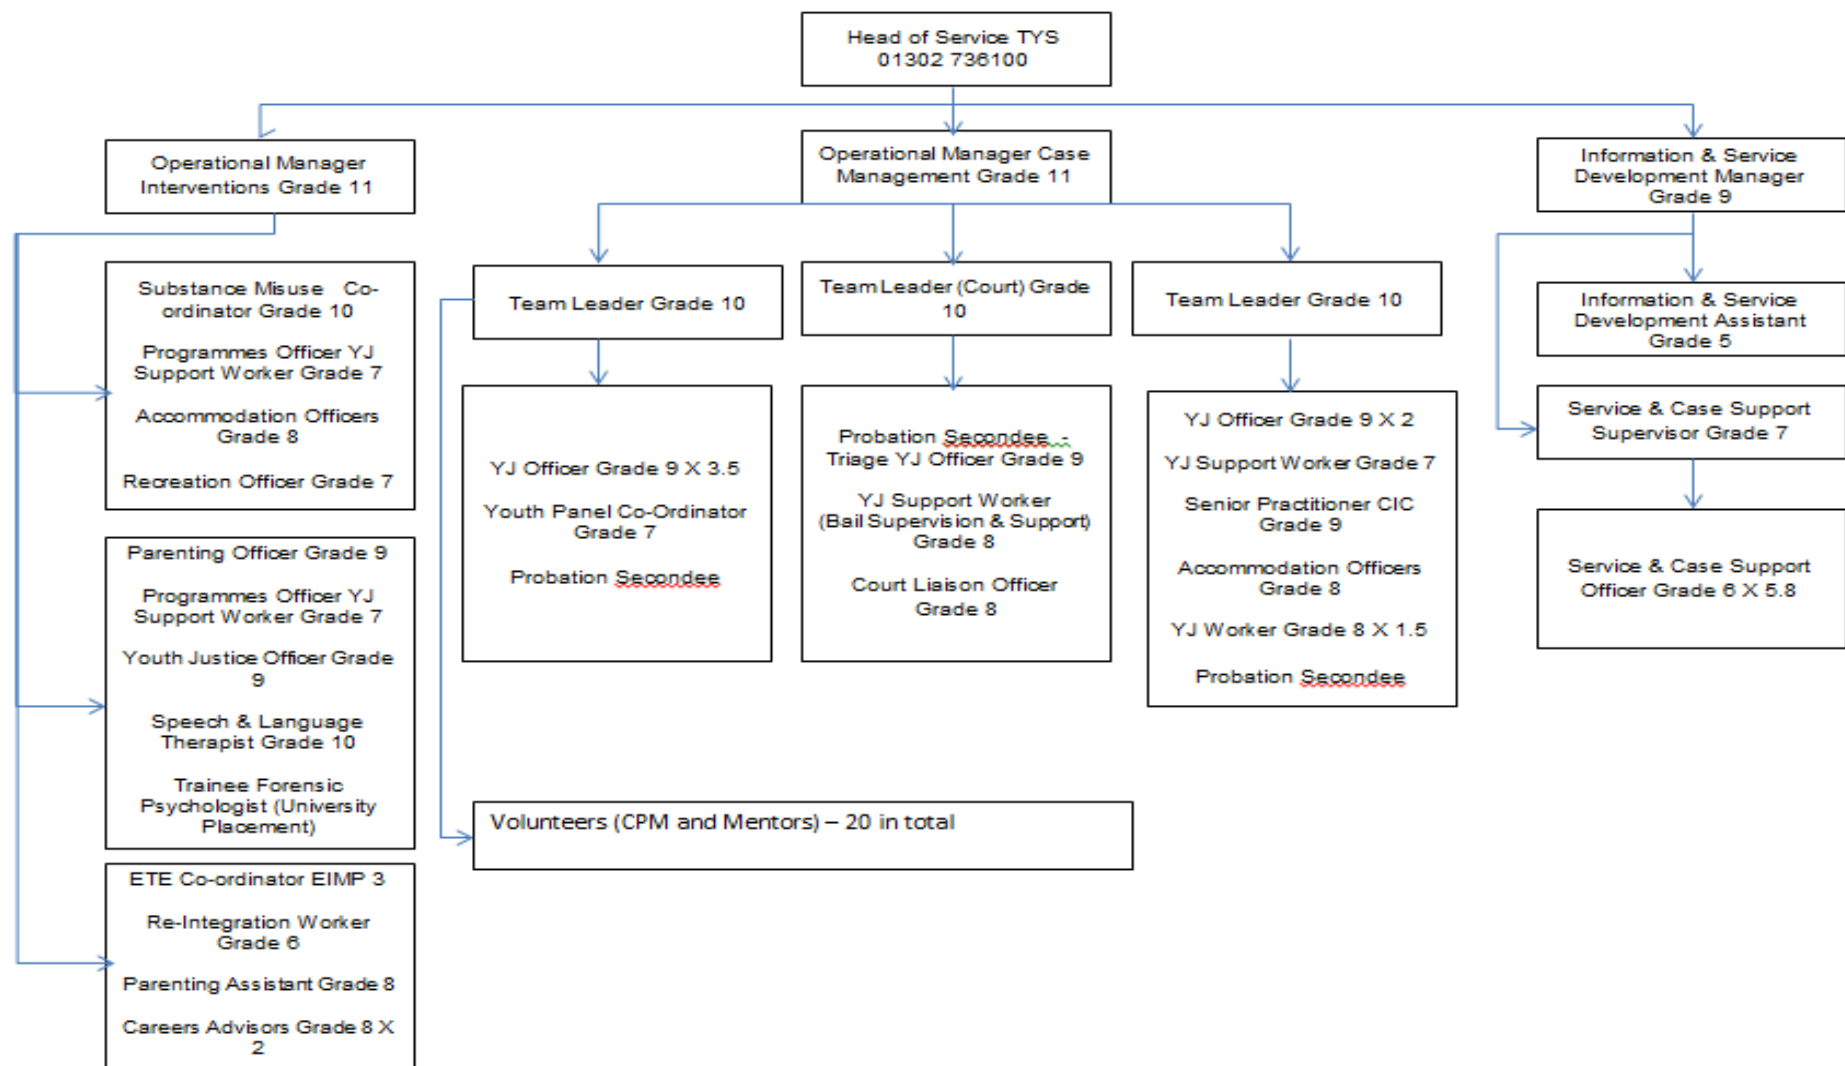 Head of Service TYS
01302 736100
Operational Manager
Interventions Grade 11
Operational Manager Case
Management Grade 11
Information & Service
Development Manager
Grade 9
Substance Misuse Co-
ordinator Grade 10
Programmes Officer YJ
Support Worker Grade 7
Accommodation Officers
Grade 8
Recreation Officer Grade 7
Parenting Officer Grade 9
Programmes Officer YJ
Support Worker Grade 7
Youth Justice Officer Grade
9
Speech & Language
Therapist Grade 10
Trainee Forensic
Psychologist (University
Placement)
ETE Co-ordinator EIMP 3
Re-Integration Worker
Grade 6
Parenting Assistant Grade 8
Careers Advisors Grade 8 X
2
Team Leader Grade 10
YJ Officer Grade 9 X 3.5
Youth Panel Co-Ordinator
Grade 7
Probation Secondee
Volunteers (CPM and Mentors) – 20 in total
Team Leader (Court) Grade
10
Probation Secondee -
Triage YJ Officer Grade 9
YJ Support Worker
(Bail Supervision & Support)
Grade 8
Court Liaison Officer
Grade 8
Team Leader Grade 10
YJ Officer Grade 9 X 2
YJ Support Worker Grade 7
Senior Practitioner CIC
Grade 9
Accommodation Officers
Grade 8
YJ Worker Grade 8 X 1.5
Probation Secondee
Information & Service
Development Assistant
Grade 5
Service & Case Support
Supervisor Grade 7
Service & Case Support
Officer Grade 6 X 5.8